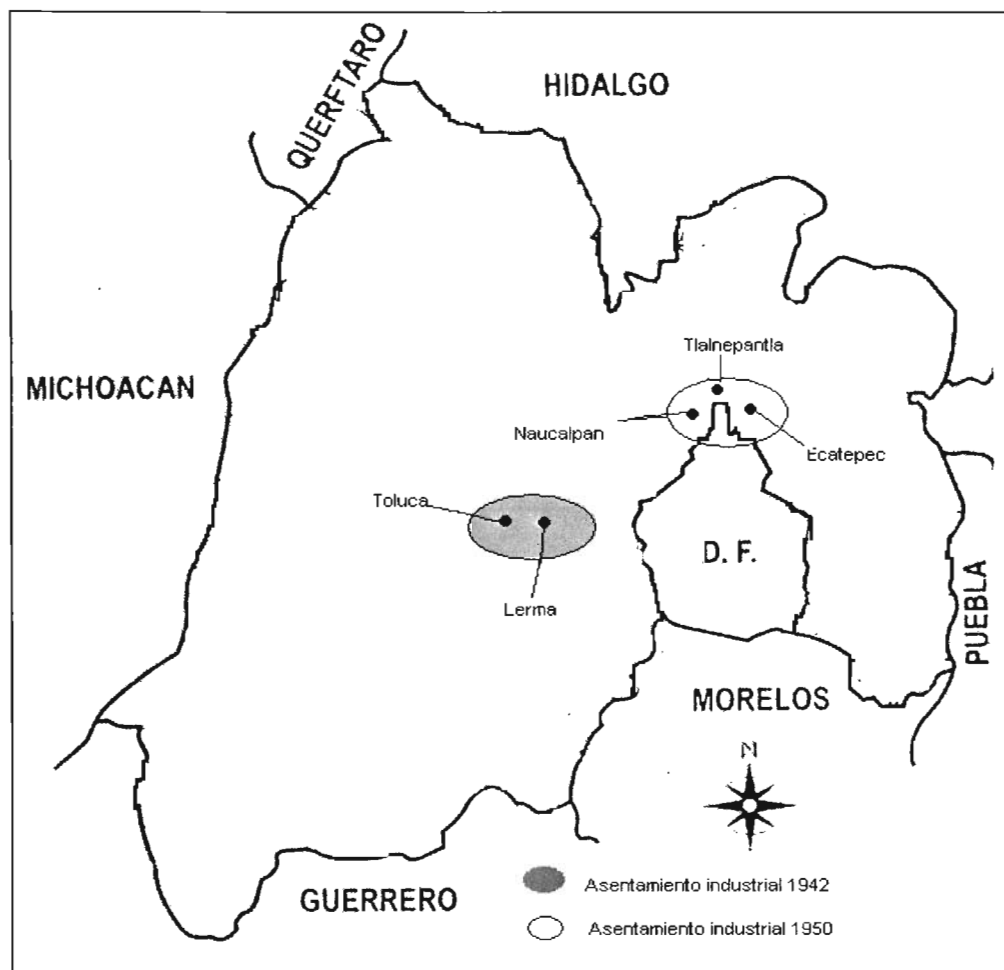 QUERFTARO
HIDALGO
MICHOACAN
Tlalnepantla
Naucalpan
Ecatepec
Toluca
Lerma
D. F.
PUEBLA
MORELOS
N
GUERRERO
Asentamiento industrial 1942
Asentamiento industrial 1950